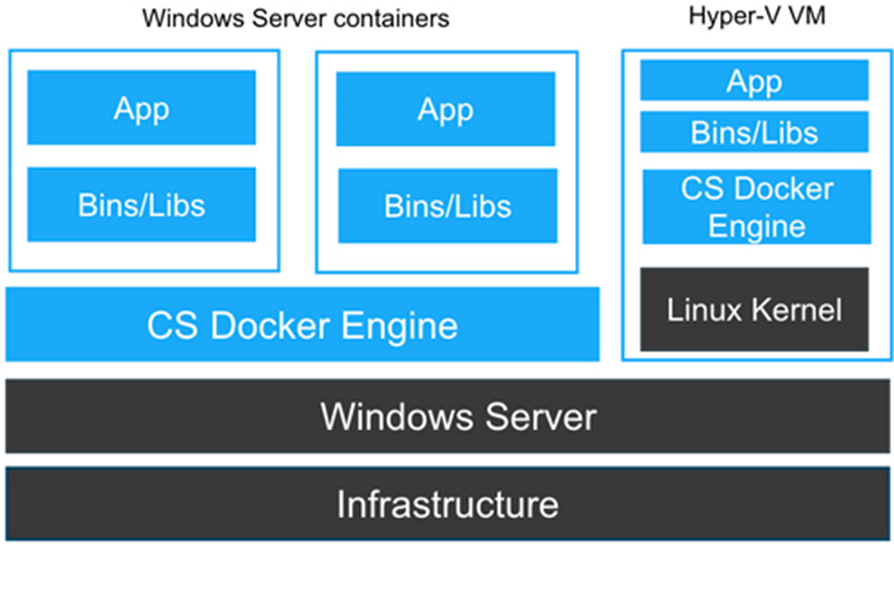 Windows Server containers
Hyper-V VM
App
Bins/Libs
App
Bins/Libs
App
Bins/Libs
CS Docker
Engine
Linux Kernel
CS Docker Engine
Windows Server
Infrastructure